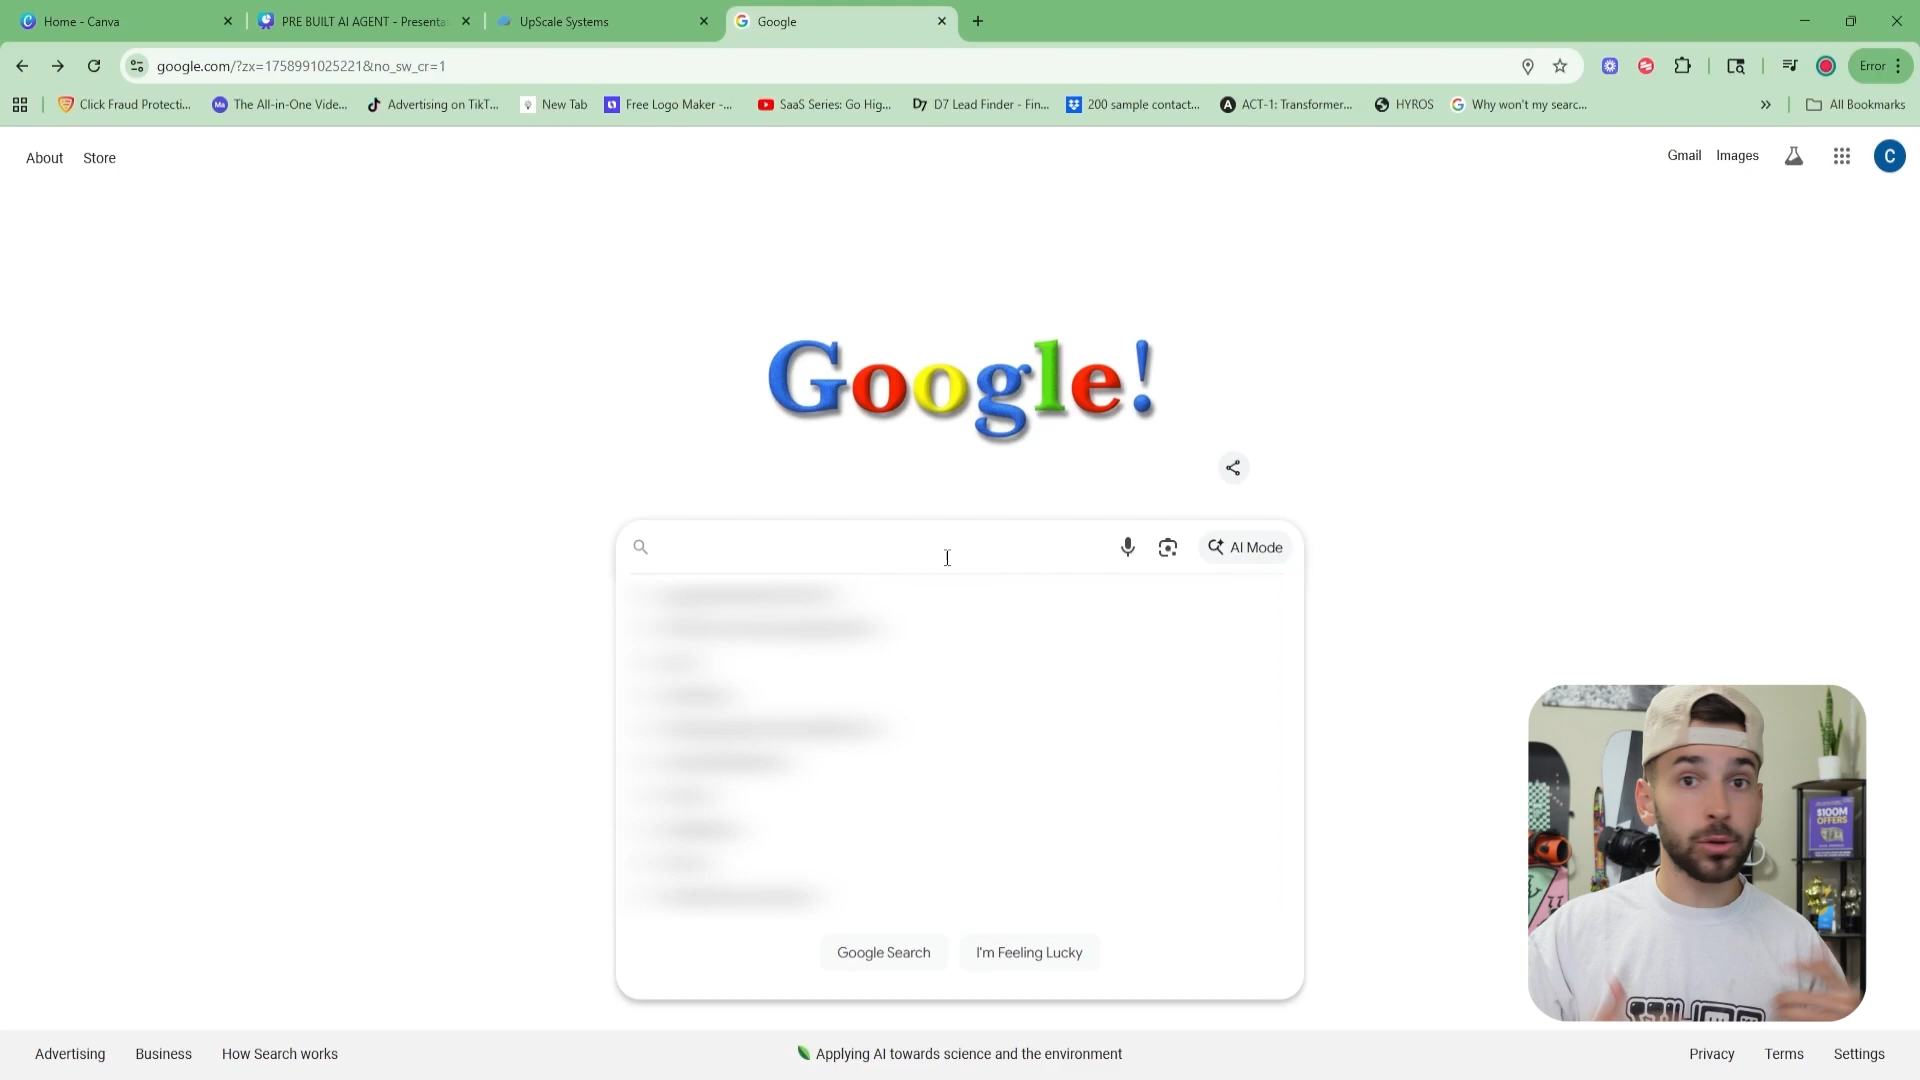 Home - Canva
PRE BUILT AI AGENT - Presenta
UpScale Systems
Google
google.com/?zx=1758991025221&no_sw_cr=1
Error
Click Fraud Protecti...
The All-in-One Vide...
Advertising on TikT...
New Tab
Free Logo Maker -...
SaaS Series: Go Hig...
D7 Lead Finder - Fin...
200 sample contact...
ACT-1: Transformer...
HYROS
Why won't my searc...
All Bookmarks
About
Store
Gmail
Images
C
Google!
AI Mode
Google Search
I'm Feeling Lucky
$100M
OFFERS
Advertising
Business
How Search works
Applying AI towards science and the environment
Privacy
Terms
Settings